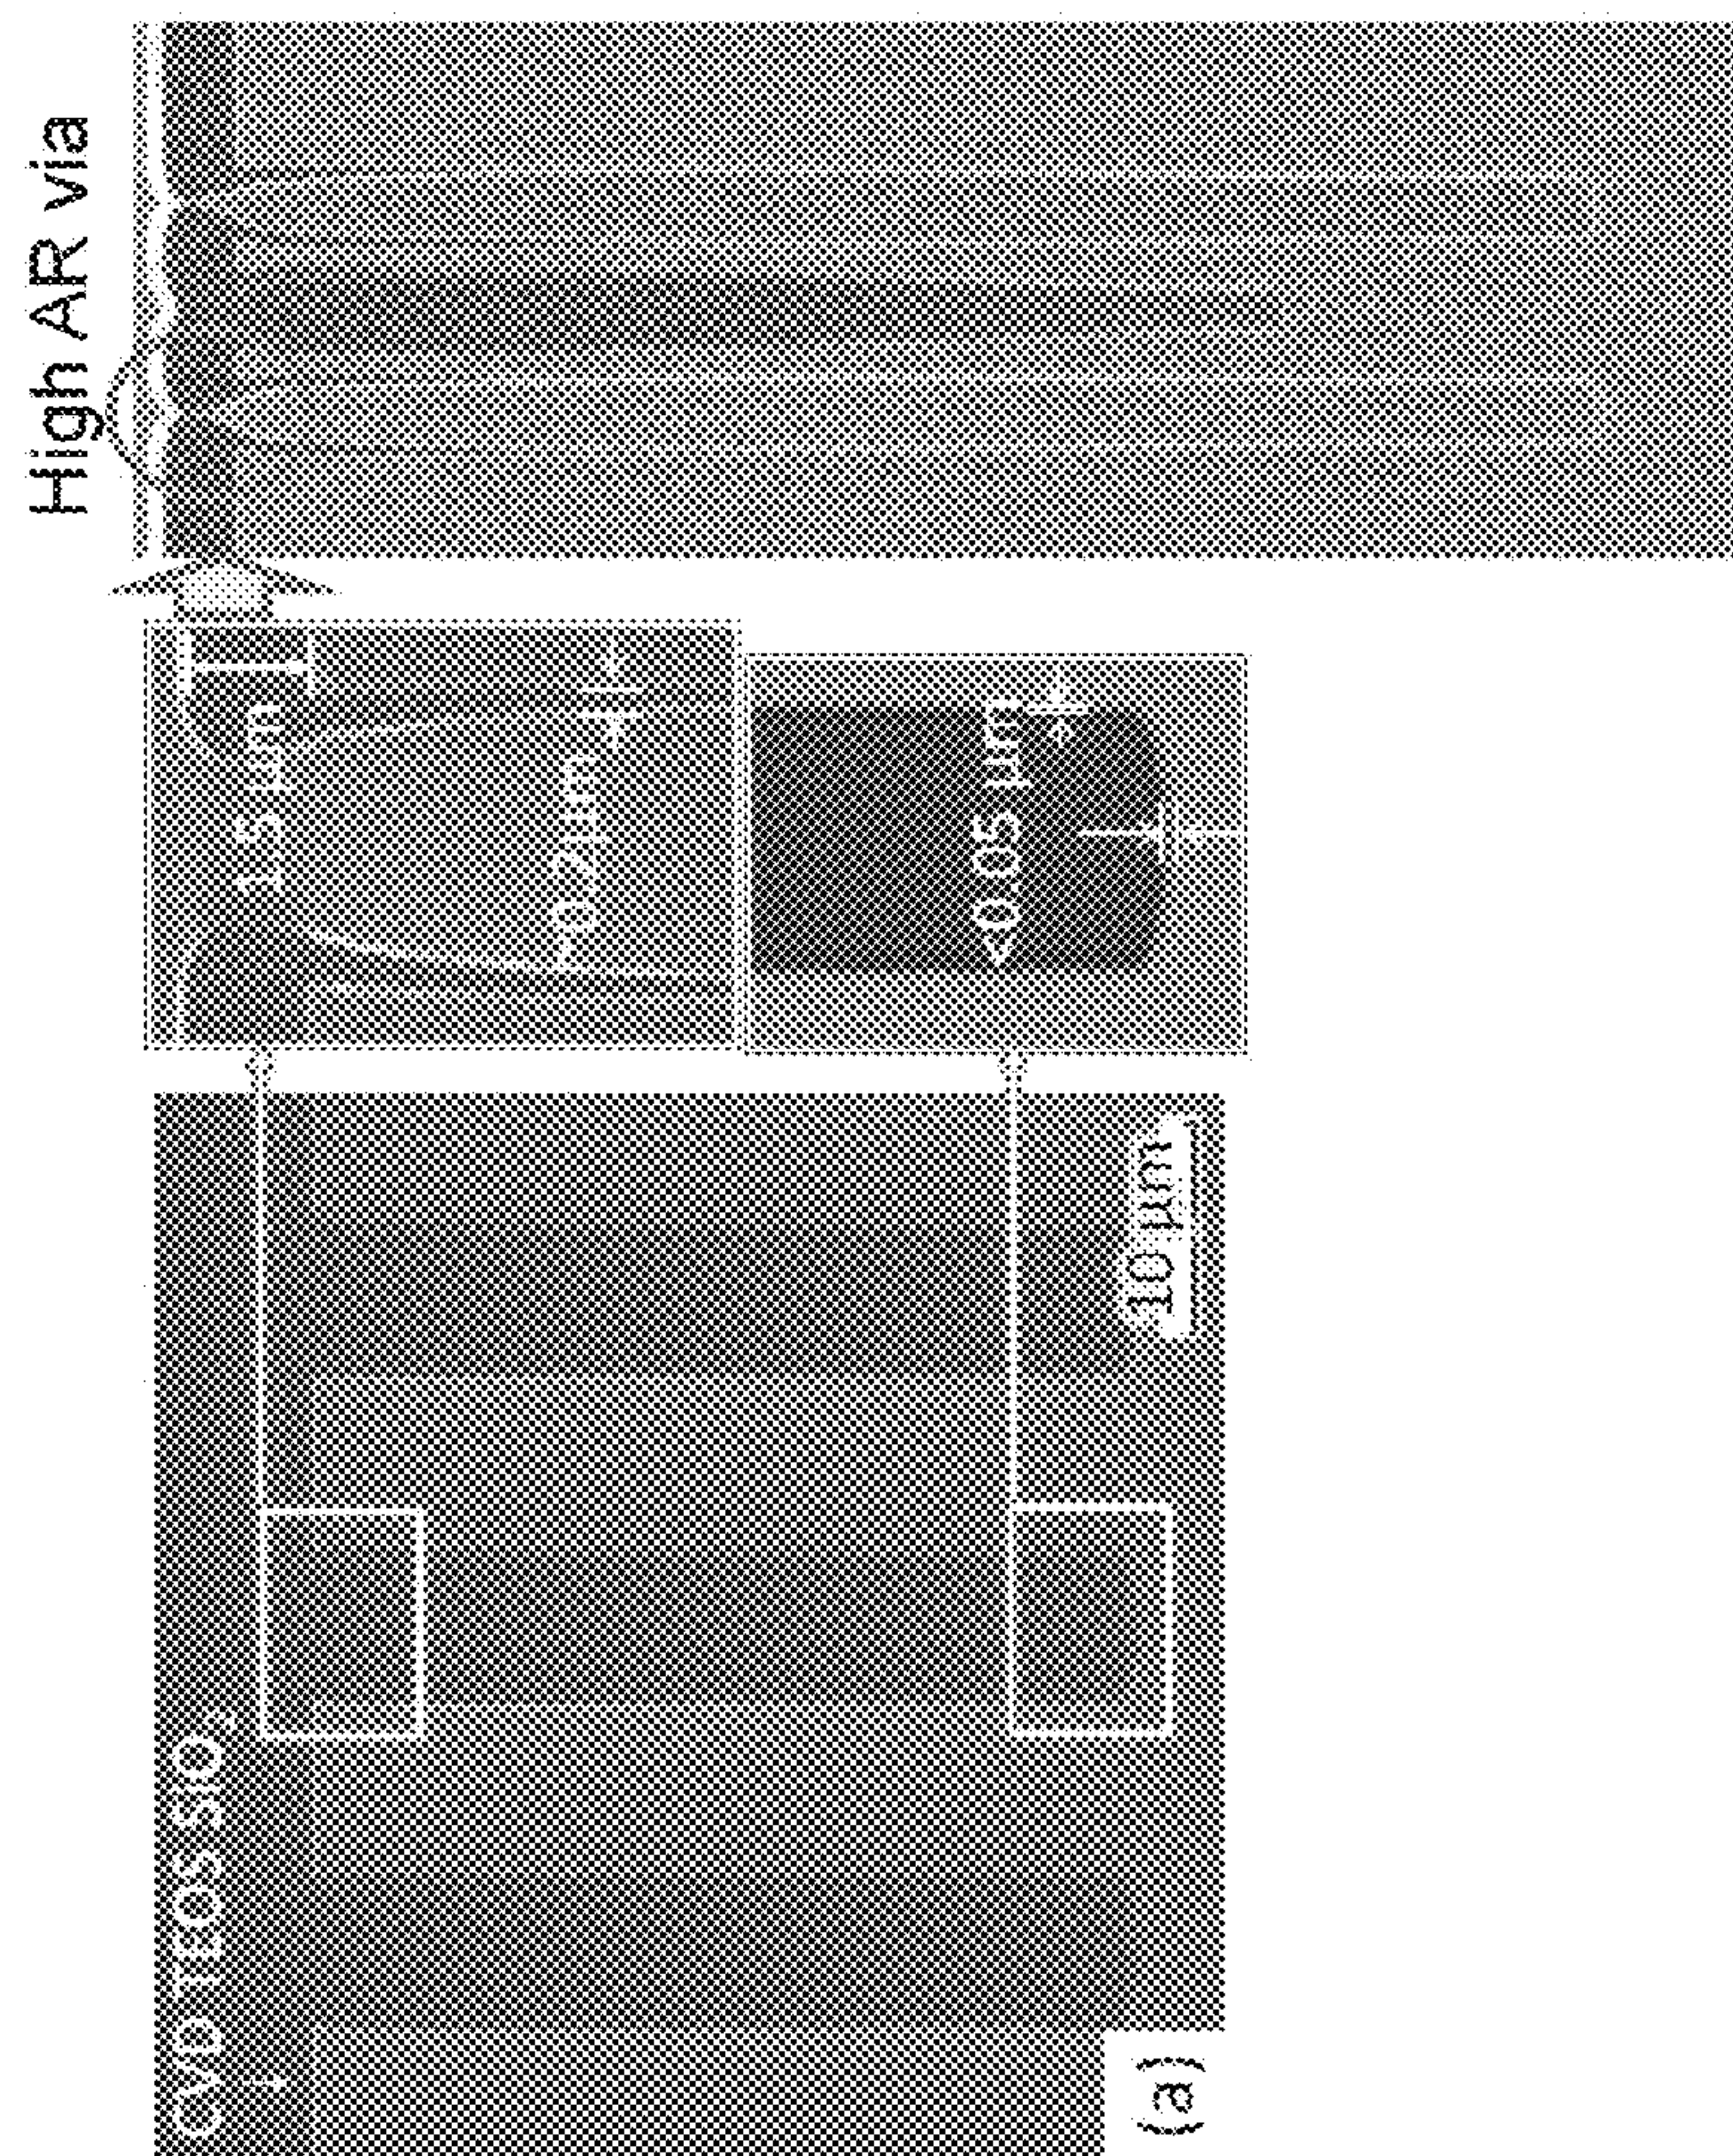 High AR via
1.5 µm
~0.2 µm
<0.05 µm
CVD TEOS SiO₂
10 µm
(a)